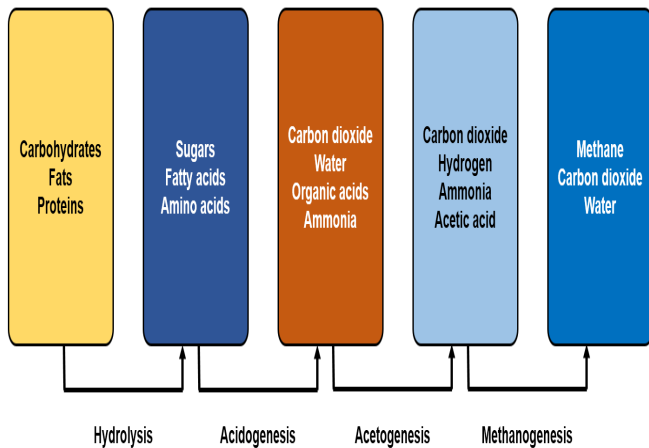 Carbohydrates
Fats
Proteins
Sugars
Fatty acids
Amino acids
Carbon dioxide
Water
Organic acids
Ammonia
Carbon dioxide
Hydrogen
Ammonia
Acetic acid
Methane
Carbon dioxide
Water
Hydrolysis
Acidogenesis
Acetogenesis
Methanogenesis